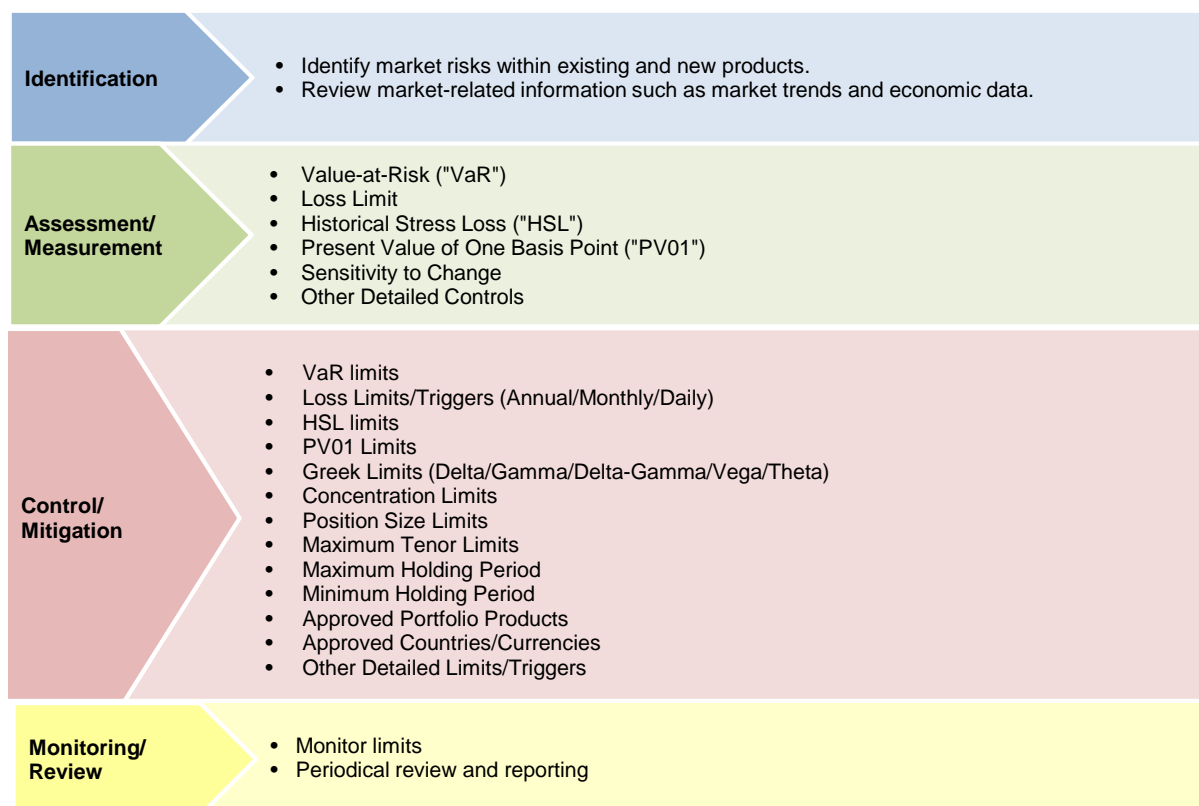 Identification
• Identify market risks within existing and new products.
• Review market-related information such as market trends and economic data.
Assessment/
Measurement
• Value-at-Risk ("VaR")
• Loss Limit
• Historical Stress Loss ("HSL")
• Present Value of One Basis Point ("PV01")
• Sensitivity to Change
• Other Detailed Controls
Control/
Mitigation
• VaR limits
• Loss Limits/Triggers (Annual/Monthly/Daily)
• HSL limits
• PV01 Limits
• Greek Limits (Delta/Gamma/Delta-Gamma/Vega/Theta)
• Concentration Limits
• Position Size Limits
• Maximum Tenor Limits
• Maximum Holding Period
• Minimum Holding Period
• Approved Portfolio Products
• Approved Countries/Currencies
• Other Detailed Limits/Triggers
Monitoring/
Review
• Monitor limits
• Periodical review and reporting